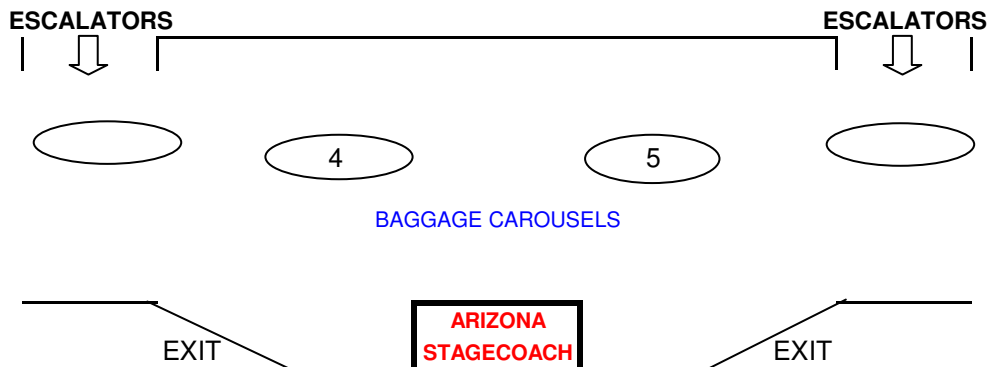 ESCALATORS ESCALATORS
4 5
BAGGAGE CAROUSELS
ARIZONA
STAGECOACH
EXIT EXIT